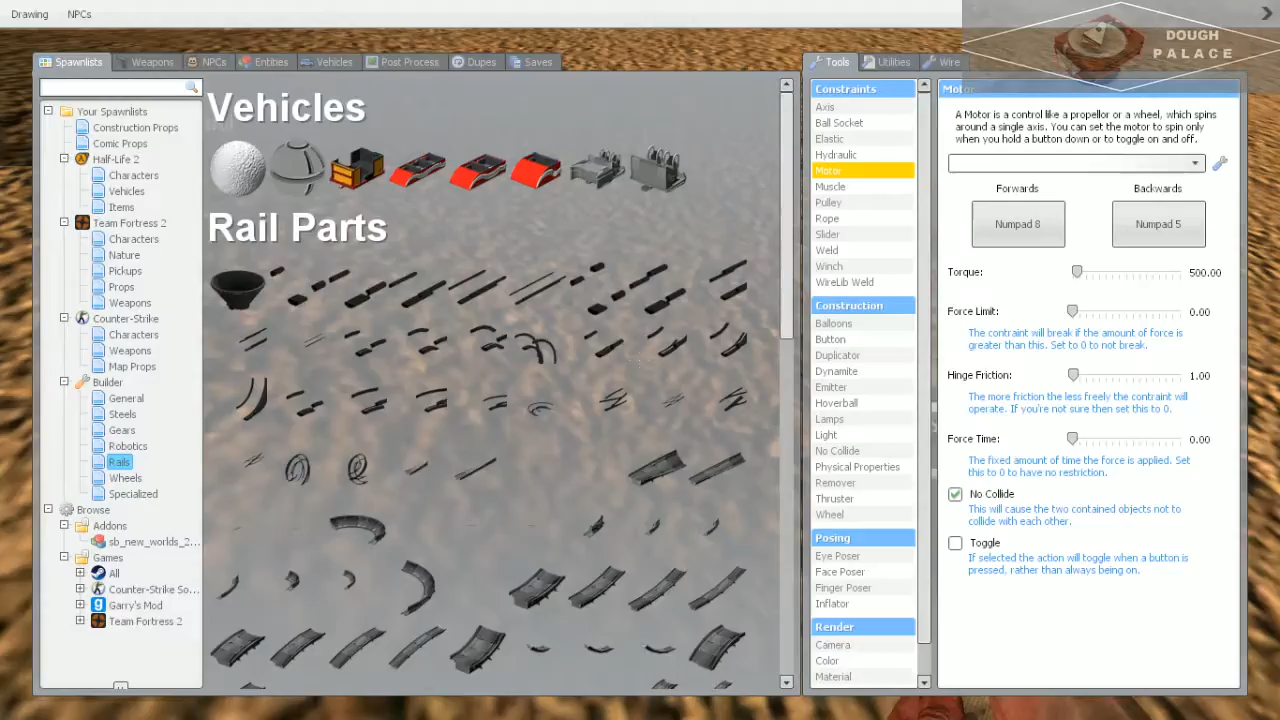 Drawing NPCs
DOUGH
PALACE
Spawnlists Weapons NPCs Entities Vehicles Post Process Dupes Saves
Tools Utilities Wire
Your Spawnlists
Construction Props
Comic Props
Half-Life 2
Characters
Vehicles
Items
Team Fortress 2
Characters
Nature
Pickups
Props
Weapons
Counter-Strike
Characters
Weapons
Map Props
Builder
General
Steels
Gears
Robotics
Rails
Wheels
Specialized
Browse
Addons
sb_new_worlds_2...
Games
All
Counter-Strike So...
Garry's Mod
Team Fortress 2
Vehicles
Rail Parts
Constraints
Axis
Ball Socket
Elastic
Hydraulic
Motor
Muscle
Pulley
Rope
Slider
Weld
Winch
WireLib Weld
Construction
Balloons
Button
Duplicator
Dynamite
Emitter
Hoverball
Lamps
Light
No Collide
Physical Properties
Remover
Thruster
Wheel
Posing
Eye Poser
Face Poser
Finger Poser
Inflator
Render
Camera
Color
Material
Motor
A Motor is a control like a propellor or a wheel, which spins
around a single axis. You can set the motor to spin only
when you hold a button down or to toggle on and off.
Forwards Backwards
Numpad 8 Numpad 5
Torque: 500.00
Force Limit: 0.00
The contraint will break if the amount of force is
greater than this. Set to 0 to not break.
Hinge Friction: 1.00
The more friction the less freely the contraint will
operate. If you're not sure then set this to 0.
Force Time: 0.00
The fixed amount of time the force is applied. Set
this to 0 to have no restriction.
No Collide
This will cause the two contained objects not to
collide with each other.
Toggle
If selected the action will toggle when a button is
pressed, rather than always being on.